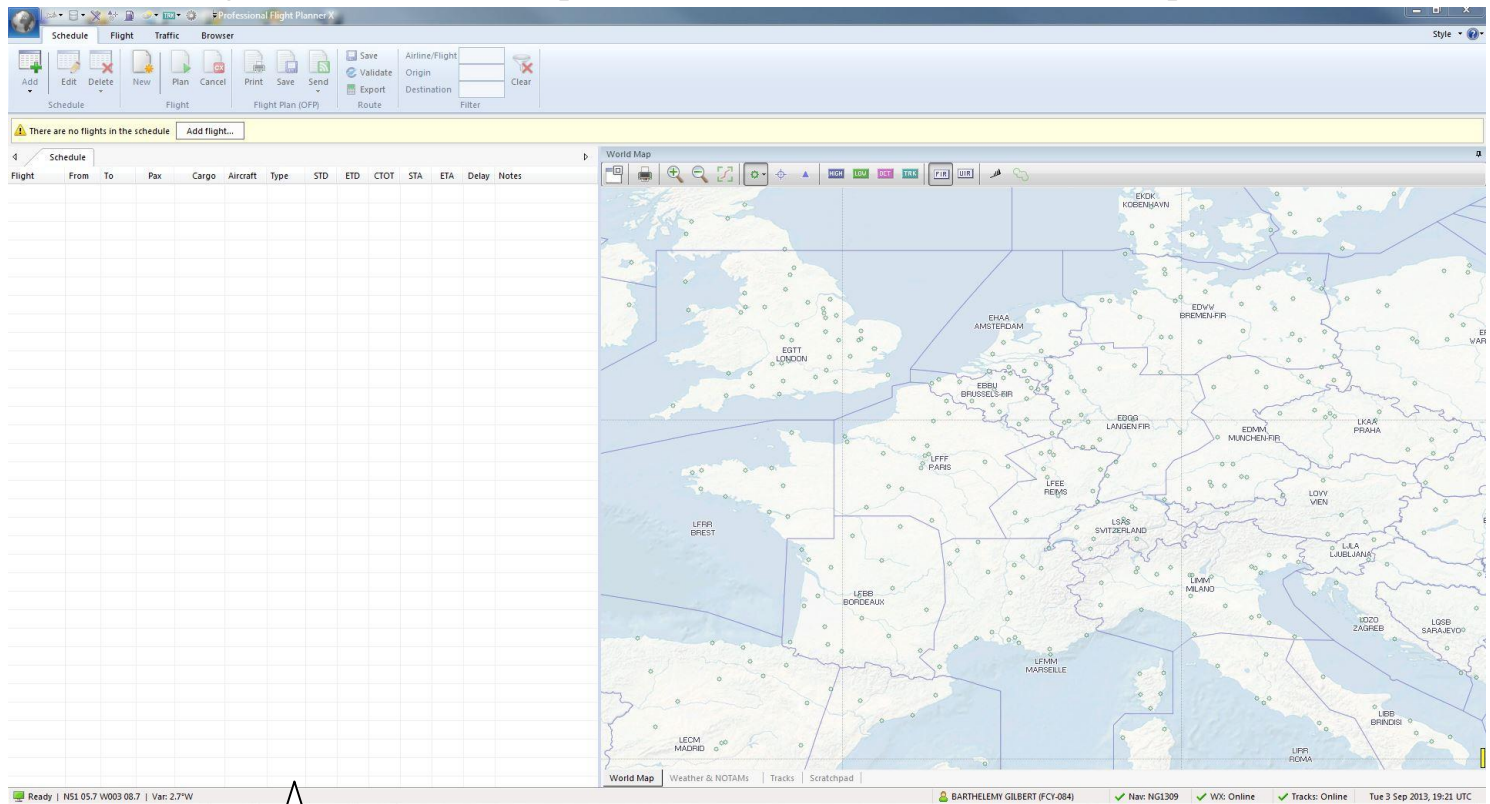 Professional Flight Planner X
Schedule Flight Traffic Browser Style
Add Edit Delete New Plan Cancel Print Save Send Save Validate Export Airline/Flight Origin Destination Clear
Schedule Flight Flight Plan (OFP) Route Filter
There are no flights in the schedule Add flight...
Schedule
Flight From To Pax Cargo Aircraft Type STD ETD CTOT STA ETA Delay Notes
World Map
HIGH LOW OCT TRK FIR UIR
EKDK
KOBENHAVN
EDVV
BREMEN-FIR
EHAA
AMSTERDAM
WAR
EGTT
LONDON
EBBU
BRUSSELS-FIR
EDGG
LANGEN FIR
EDMM
MUNCHEN-FIR
LKAA
PRAHA
LFFF
PARIS
LFEE
REIMS
LOVV
VIEN
LFRR
BREST
LSAS
SVITZERLAND
LJLA
LJUBLJANA
LIMM
MILANO
LFBB
BORDEAUX
LDZO
ZAGREB
LQSB
SARAJEVO
LFMM
MARSEILLE
LIBB
BRINDISI
LECM
MADRID
LIRR
ROMA
World Map Weather & NOTAMs Tracks Scratchpad
Ready N51 05.7 W003 08.7 Var: 2.7°W BARTHELEMY GILBERT (FCY-084) Nav: NG1309 WX: Online Tracks: Online Tue 3 Sep 2013, 19:21 UTC